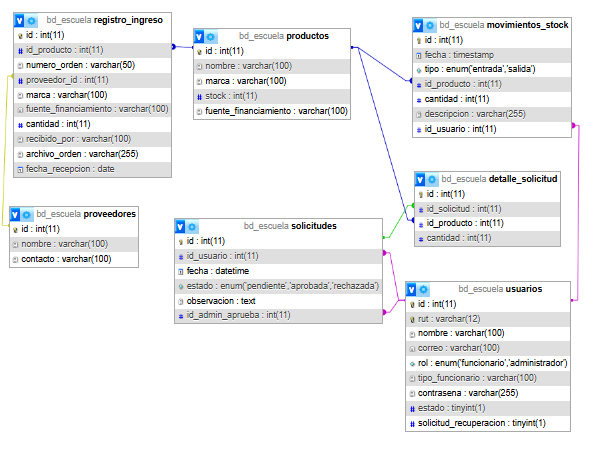 bd_escuela registro_ingreso
id : int(11)
id_producto : int(11)
numero_orden : varchar(50)
proveedor_id : int(11)
marca : varchar(100)
fuente_financiamiento : varchar(100)
cantidad : int(11)
recibido_por : varchar(100)
archivo_orden : varchar(255)
fecha_recepcion : date
bd_escuela productos
id : int(11)
nombre : varchar(100)
marca : varchar(100)
stock : int(11)
fuente_financiamiento : varchar(100)
bd_escuela movimientos_stock
id : int(11)
fecha : timestamp
tipo : enum('entrada','salida')
id_producto : int(11)
cantidad : int(11)
descripcion : varchar(255)
id_usuario : int(11)
bd_escuela detalle_solicitud
id : int(11)
id_solicitud : int(11)
id_producto : int(11)
cantidad : int(11)
bd_escuela proveedores
id : int(11)
nombre : varchar(100)
contacto : varchar(100)
bd_escuela solicitudes
id : int(11)
id_usuario : int(11)
fecha : datetime
estado : enum('pendiente','aprobada','rechazada')
observacion : text
id_admin_aprueba : int(11)
bd_escuela usuarios
id : int(11)
rut : varchar(12)
nombre : varchar(100)
correo : varchar(100)
rol : enum('funcionario','administrador')
tipo_funcionario : varchar(100)
contrasena : varchar(255)
estado : tinyint(1)
solicitud_recuperacion : tinyint(1)